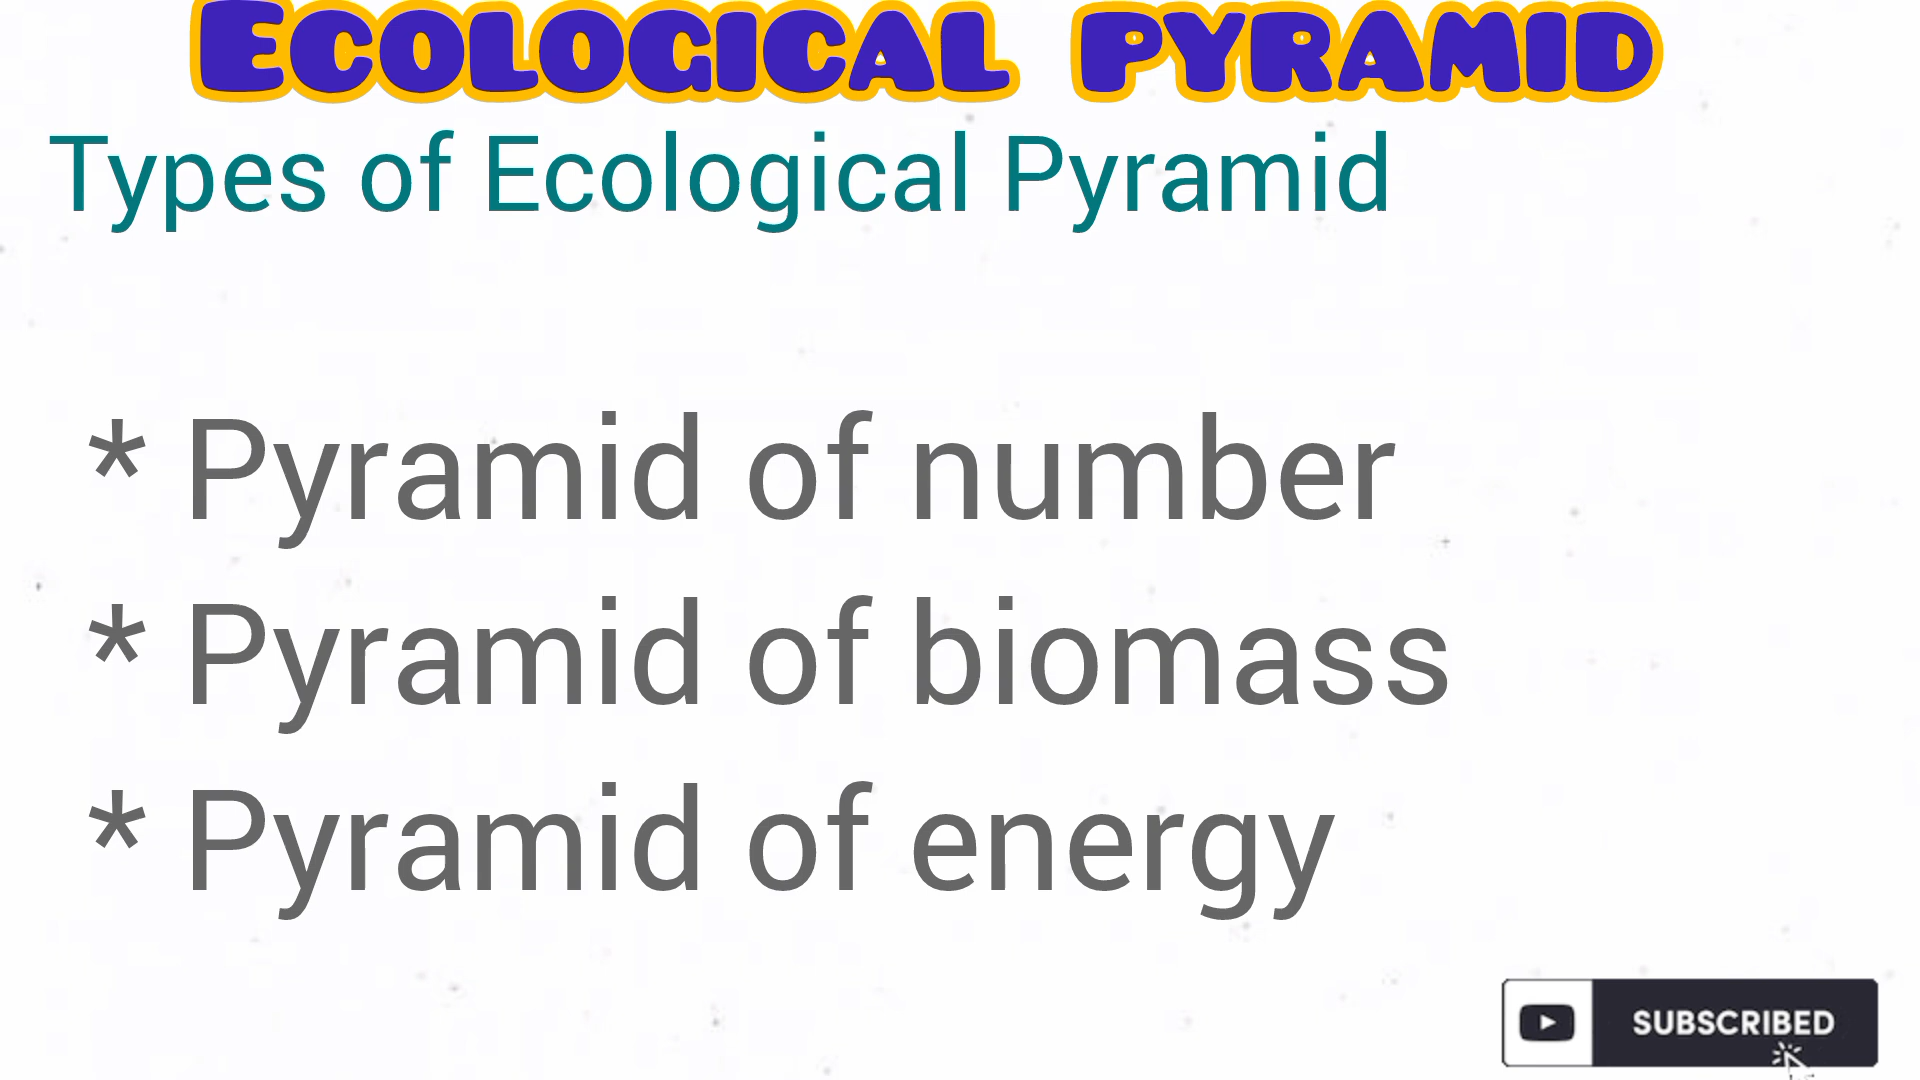 ECOLOGICAL PYRAMID
Types of Ecological Pyramid
* Pyramid of number
* Pyramid of biomass
* Pyramid of energy
SUBSCRIBED